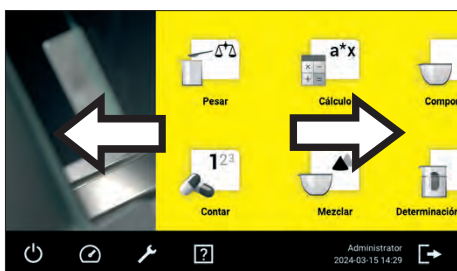 a*x
Pesar
Cálculo
Compo
123
Contar
Mezclar
Determinación
?
Administrator
2024-03-15 14:29